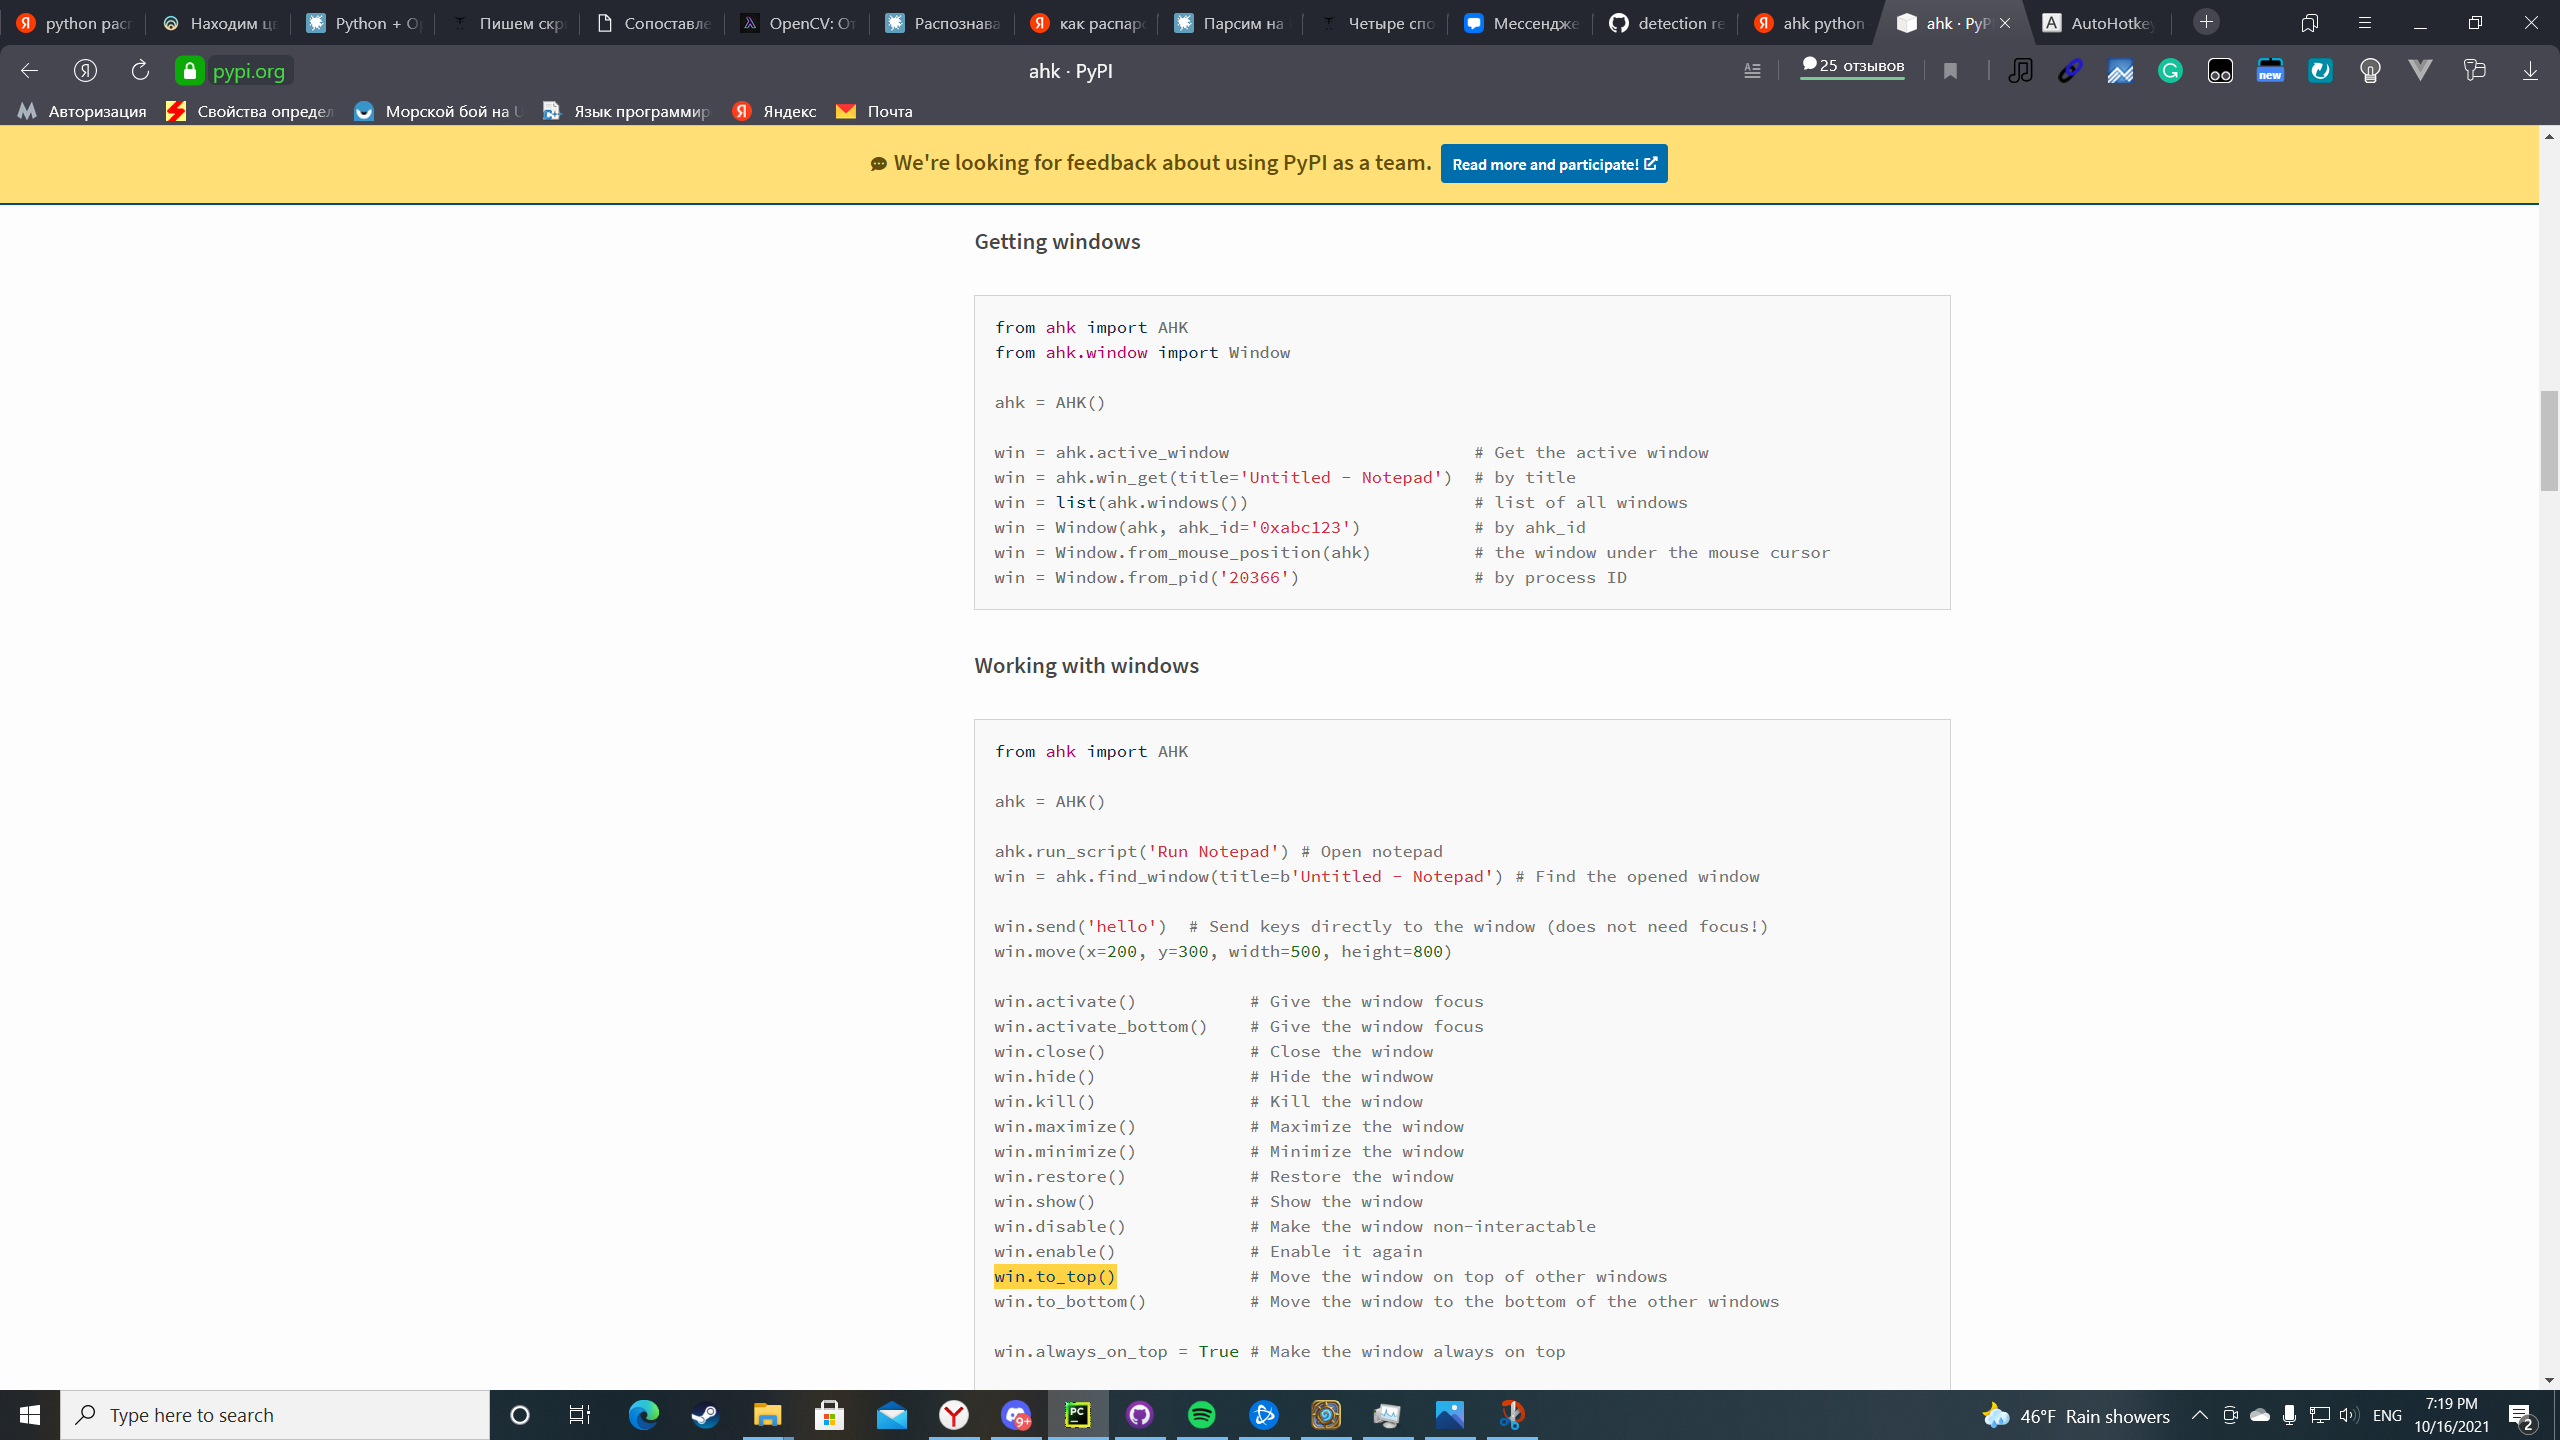 python расп
Находим цв
Python + Op
Пишем скр
Сопоставле
OpenCV: От
Распознава
как распарс
Парсим на
Четыре спо
Мессендже
detection re
ahk python
ahk · PyP
AutoHotkey
pypi.org
ahk · PyPI
25 отзывов
new
Авторизация
Свойства определ
Морской бой на U
Язык программир
Яндекс
Почта
We're looking for feedback about using PyPI as a team.
Read more and participate!
Getting windows
from ahk import AHK
from ahk.window import Window
ahk = AHK()
win = ahk.active_window # Get the active window
win = ahk.win_get(title='Untitled - Notepad') # by title
win = list(ahk.windows()) # list of all windows
win = Window(ahk, ahk_id='0xabc123') # by ahk_id
win = Window.from_mouse_position(ahk) # the window under the mouse cursor
win = Window.from_pid('20366') # by process ID
Working with windows
from ahk import AHK
ahk = AHK()
ahk.run_script('Run Notepad') # Open notepad
win = ahk.find_window(title=b'Untitled - Notepad') # Find the opened window
win.send('hello') # Send keys directly to the window (does not need focus!)
win.move(x=200, y=300, width=500, height=800)
win.activate() # Give the window focus
win.activate_bottom() # Give the window focus
win.close() # Close the window
win.hide() # Hide the windwow
win.kill() # Kill the window
win.maximize() # Maximize the window
win.minimize() # Minimize the window
win.restore() # Restore the window
win.show() # Show the window
win.disable() # Make the window non-interactable
win.enable() # Enable it again
win.to_top() # Move the window on top of other windows
win.to_bottom() # Move the window to the bottom of the other windows
win.always_on_top = True # Make the window always on top
Type here to search
9+
PC
46°F Rain showers
ENG
7:19 PM
10/16/2021
2